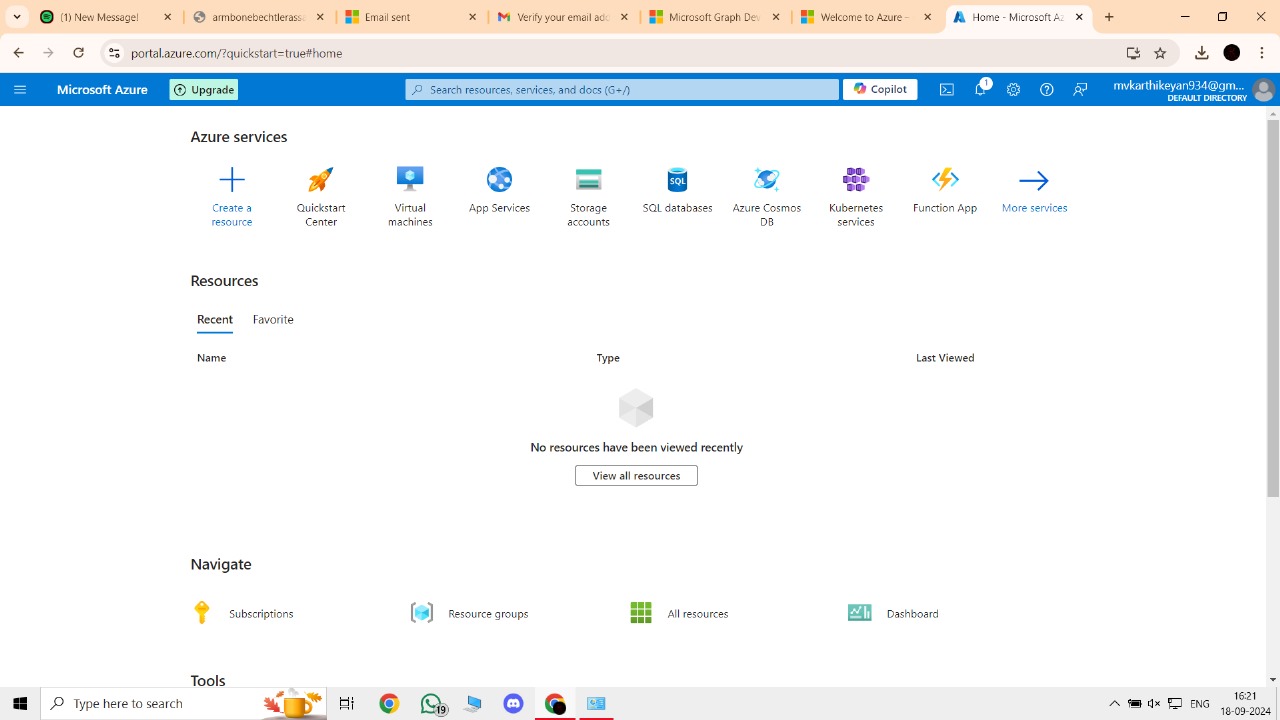 (1) New Message!
armbonebechtlerassa
Email sent
Verify your email add
Microsoft Graph Dev
Welcome to Azure –
Home - Microsoft Az
portal.azure.com/?quickstart=true#home
Microsoft Azure
Upgrade
Search resources, services, and docs (G+/)
Copilot
1
mvkarthikeyan934@gm...
DEFAULT DIRECTORY
Azure services
Create a resource
Quickstart Center
Virtual machines
App Services
Storage accounts
SQL
SQL databases
Azure Cosmos DB
Kubernetes services
Function App
More services
Resources
Recent
Favorite
Name
Type
Last Viewed
No resources have been viewed recently
View all resources
Navigate
Subscriptions
Resource groups
All resources
Dashboard
Tools
Type here to search
19
ENG
16:21
18-09-2024